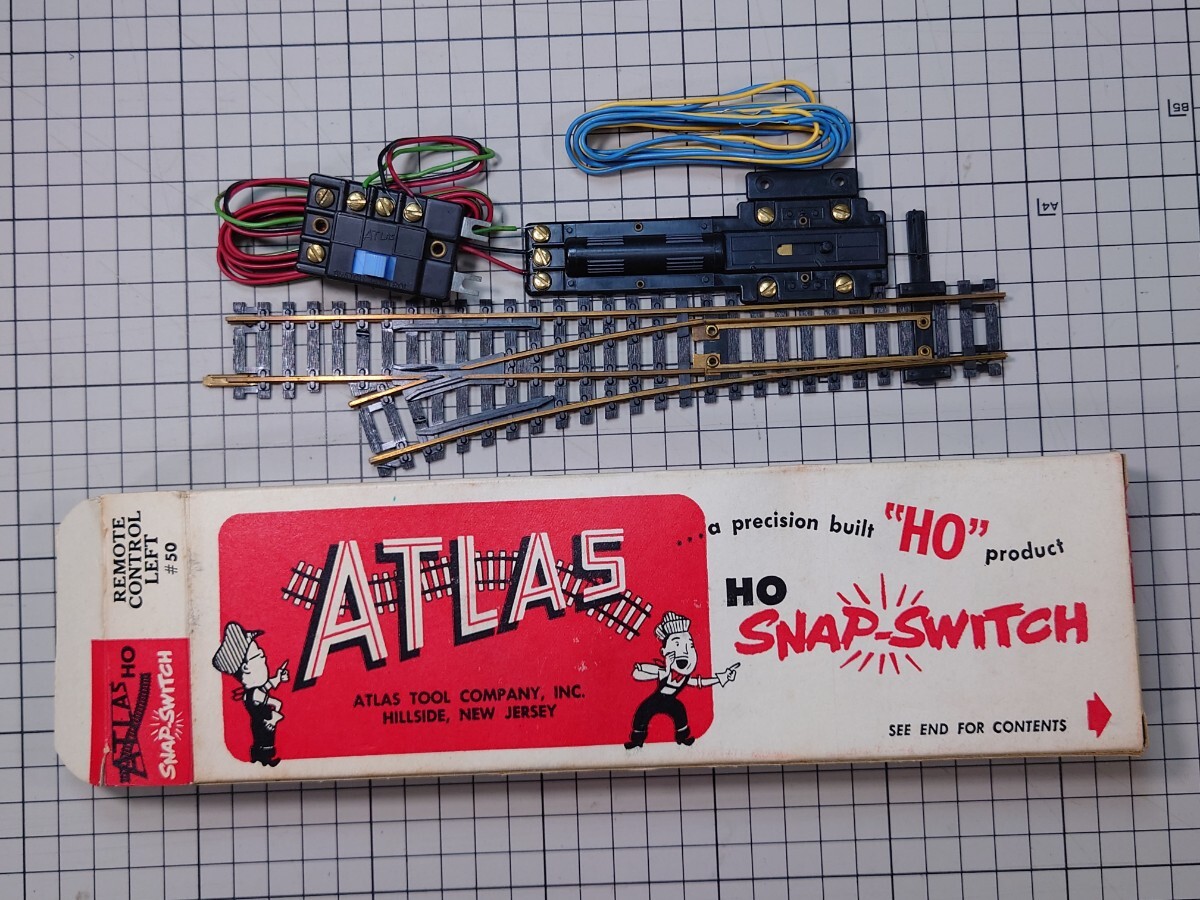 B5
A4
ATLAS
REMOTE
CONTROL
LEFT
#50
ATLAS HO
SNAP-SWITCH
ATLAS
ATLAS TOOL COMPANY, INC.
HILLSIDE, NEW JERSEY
...a precision built "HO" product
HO
SNAP-SWITCH
SEE END FOR CONTENTS